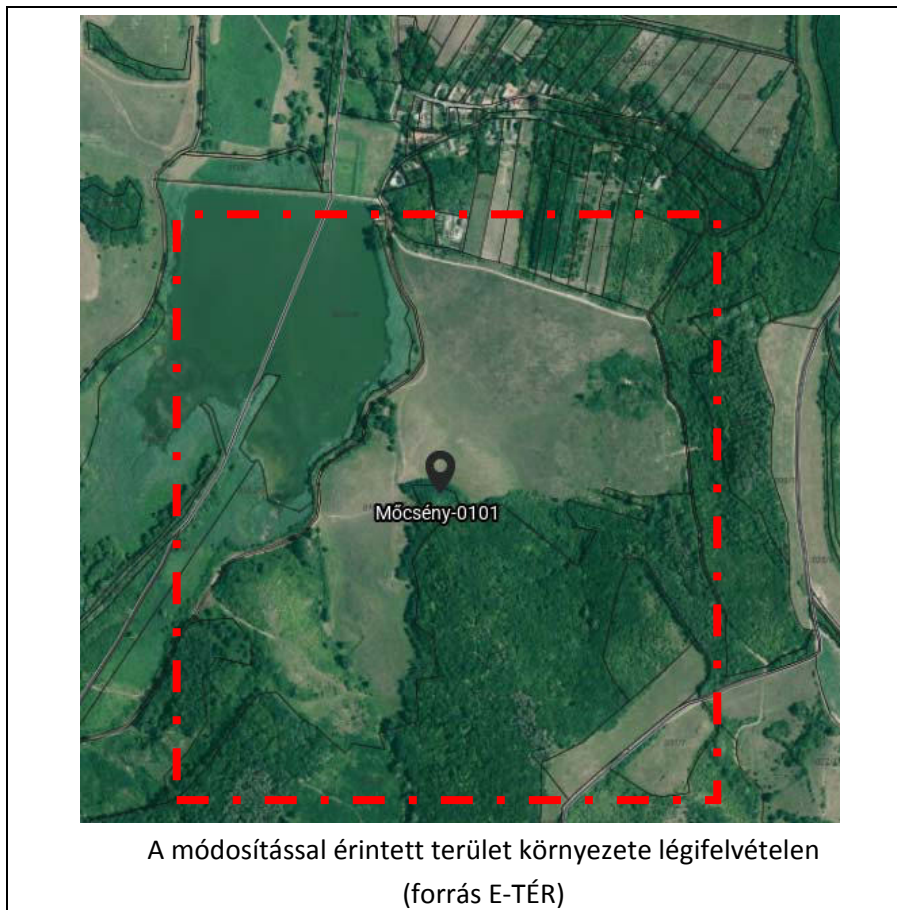 Mőcsény-0101
A módosítással érintett terület környezete légifelvételen
(forrás E-TÉR)